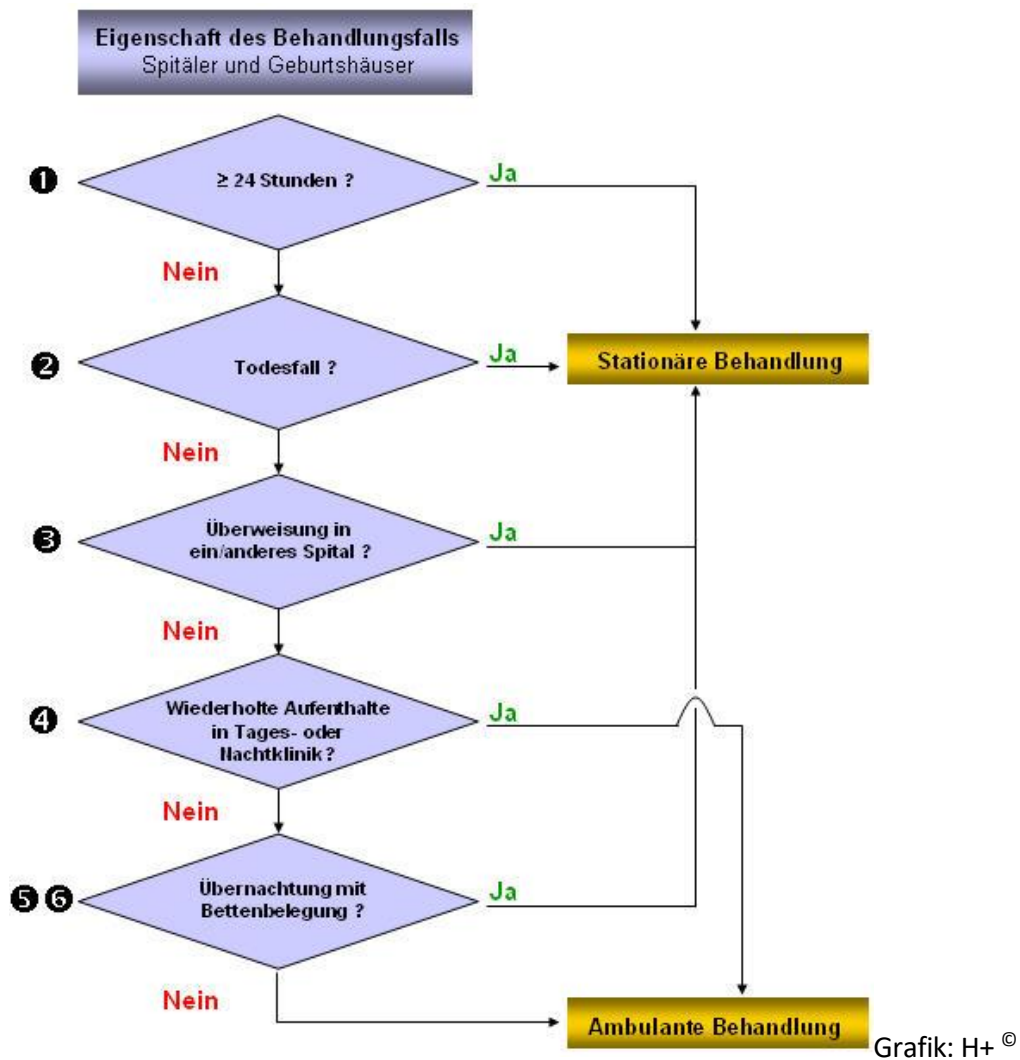 Eigenschaft des Behandlungsfalls
Spitäler und Geburtshäuser
❶
≥ 24 Stunden ?
Ja
Nein
❷
Todesfall ?
Ja
Stationäre Behandlung
Nein
❸
Überweisung in
ein/anderes Spital ?
Ja
Nein
❹
Wiederholte Aufenthalte
in Tages- oder
Nachtklinik ?
Ja
Nein
❺ ❻
Übernachtung mit
Bettenbelegung ?
Ja
Nein
Ambulante Behandlung
Grafik: H+ ©